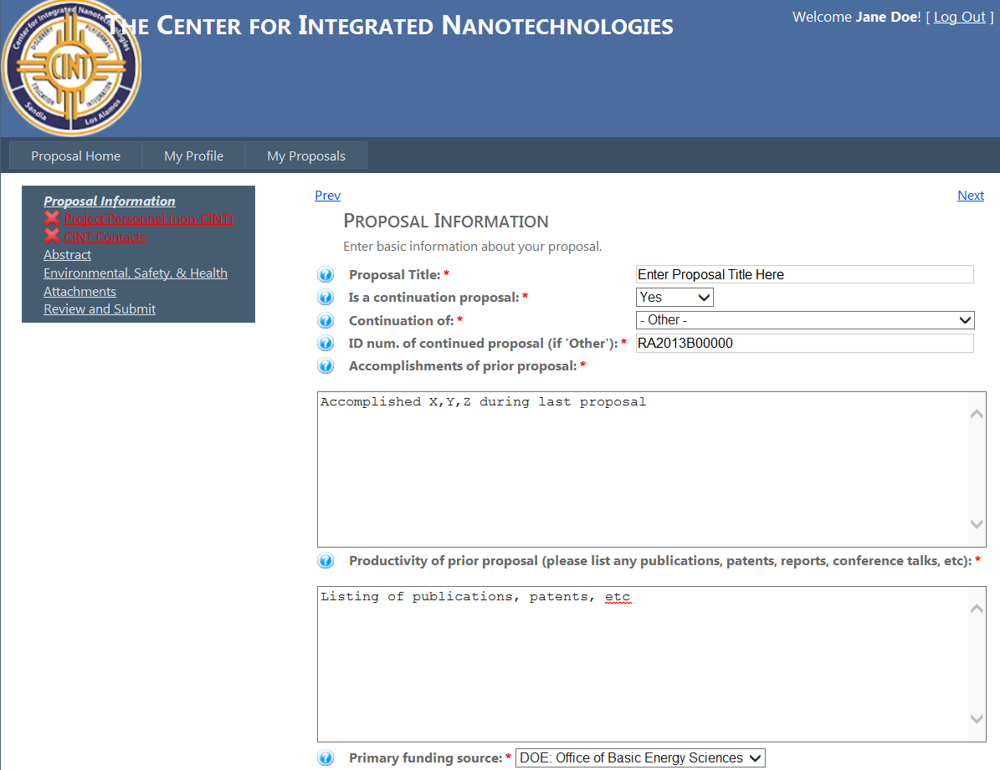 The Center for Integrated Nanotechnologies
Welcome Jane Doe! [ Log Out ]
Center for Integrated Nanotechnologies
DISCOVERY
PERFORMANCE
CINT
EDUCATION
INTEGRATION
Sandia
Los Alamos
Proposal Home
My Profile
My Proposals
Proposal Information
Project Personnel (non-CINT)
CINT Contacts
Abstract
Environmental, Safety, & Health
Attachments
Review and Submit
Prev
Next
Proposal Information
Enter basic information about your proposal.
Proposal Title: * Enter Proposal Title Here
Is a continuation proposal: * Yes
Continuation of: * - Other -
ID num. of continued proposal (if 'Other'): * RA2013B00000
Accomplishments of prior proposal: *
Accomplished X,Y,Z during last proposal
Productivity of prior proposal (please list any publications, patents, reports, conference talks, etc): *
Listing of publications, patents, etc
Primary funding source: * DOE: Office of Basic Energy Sciences